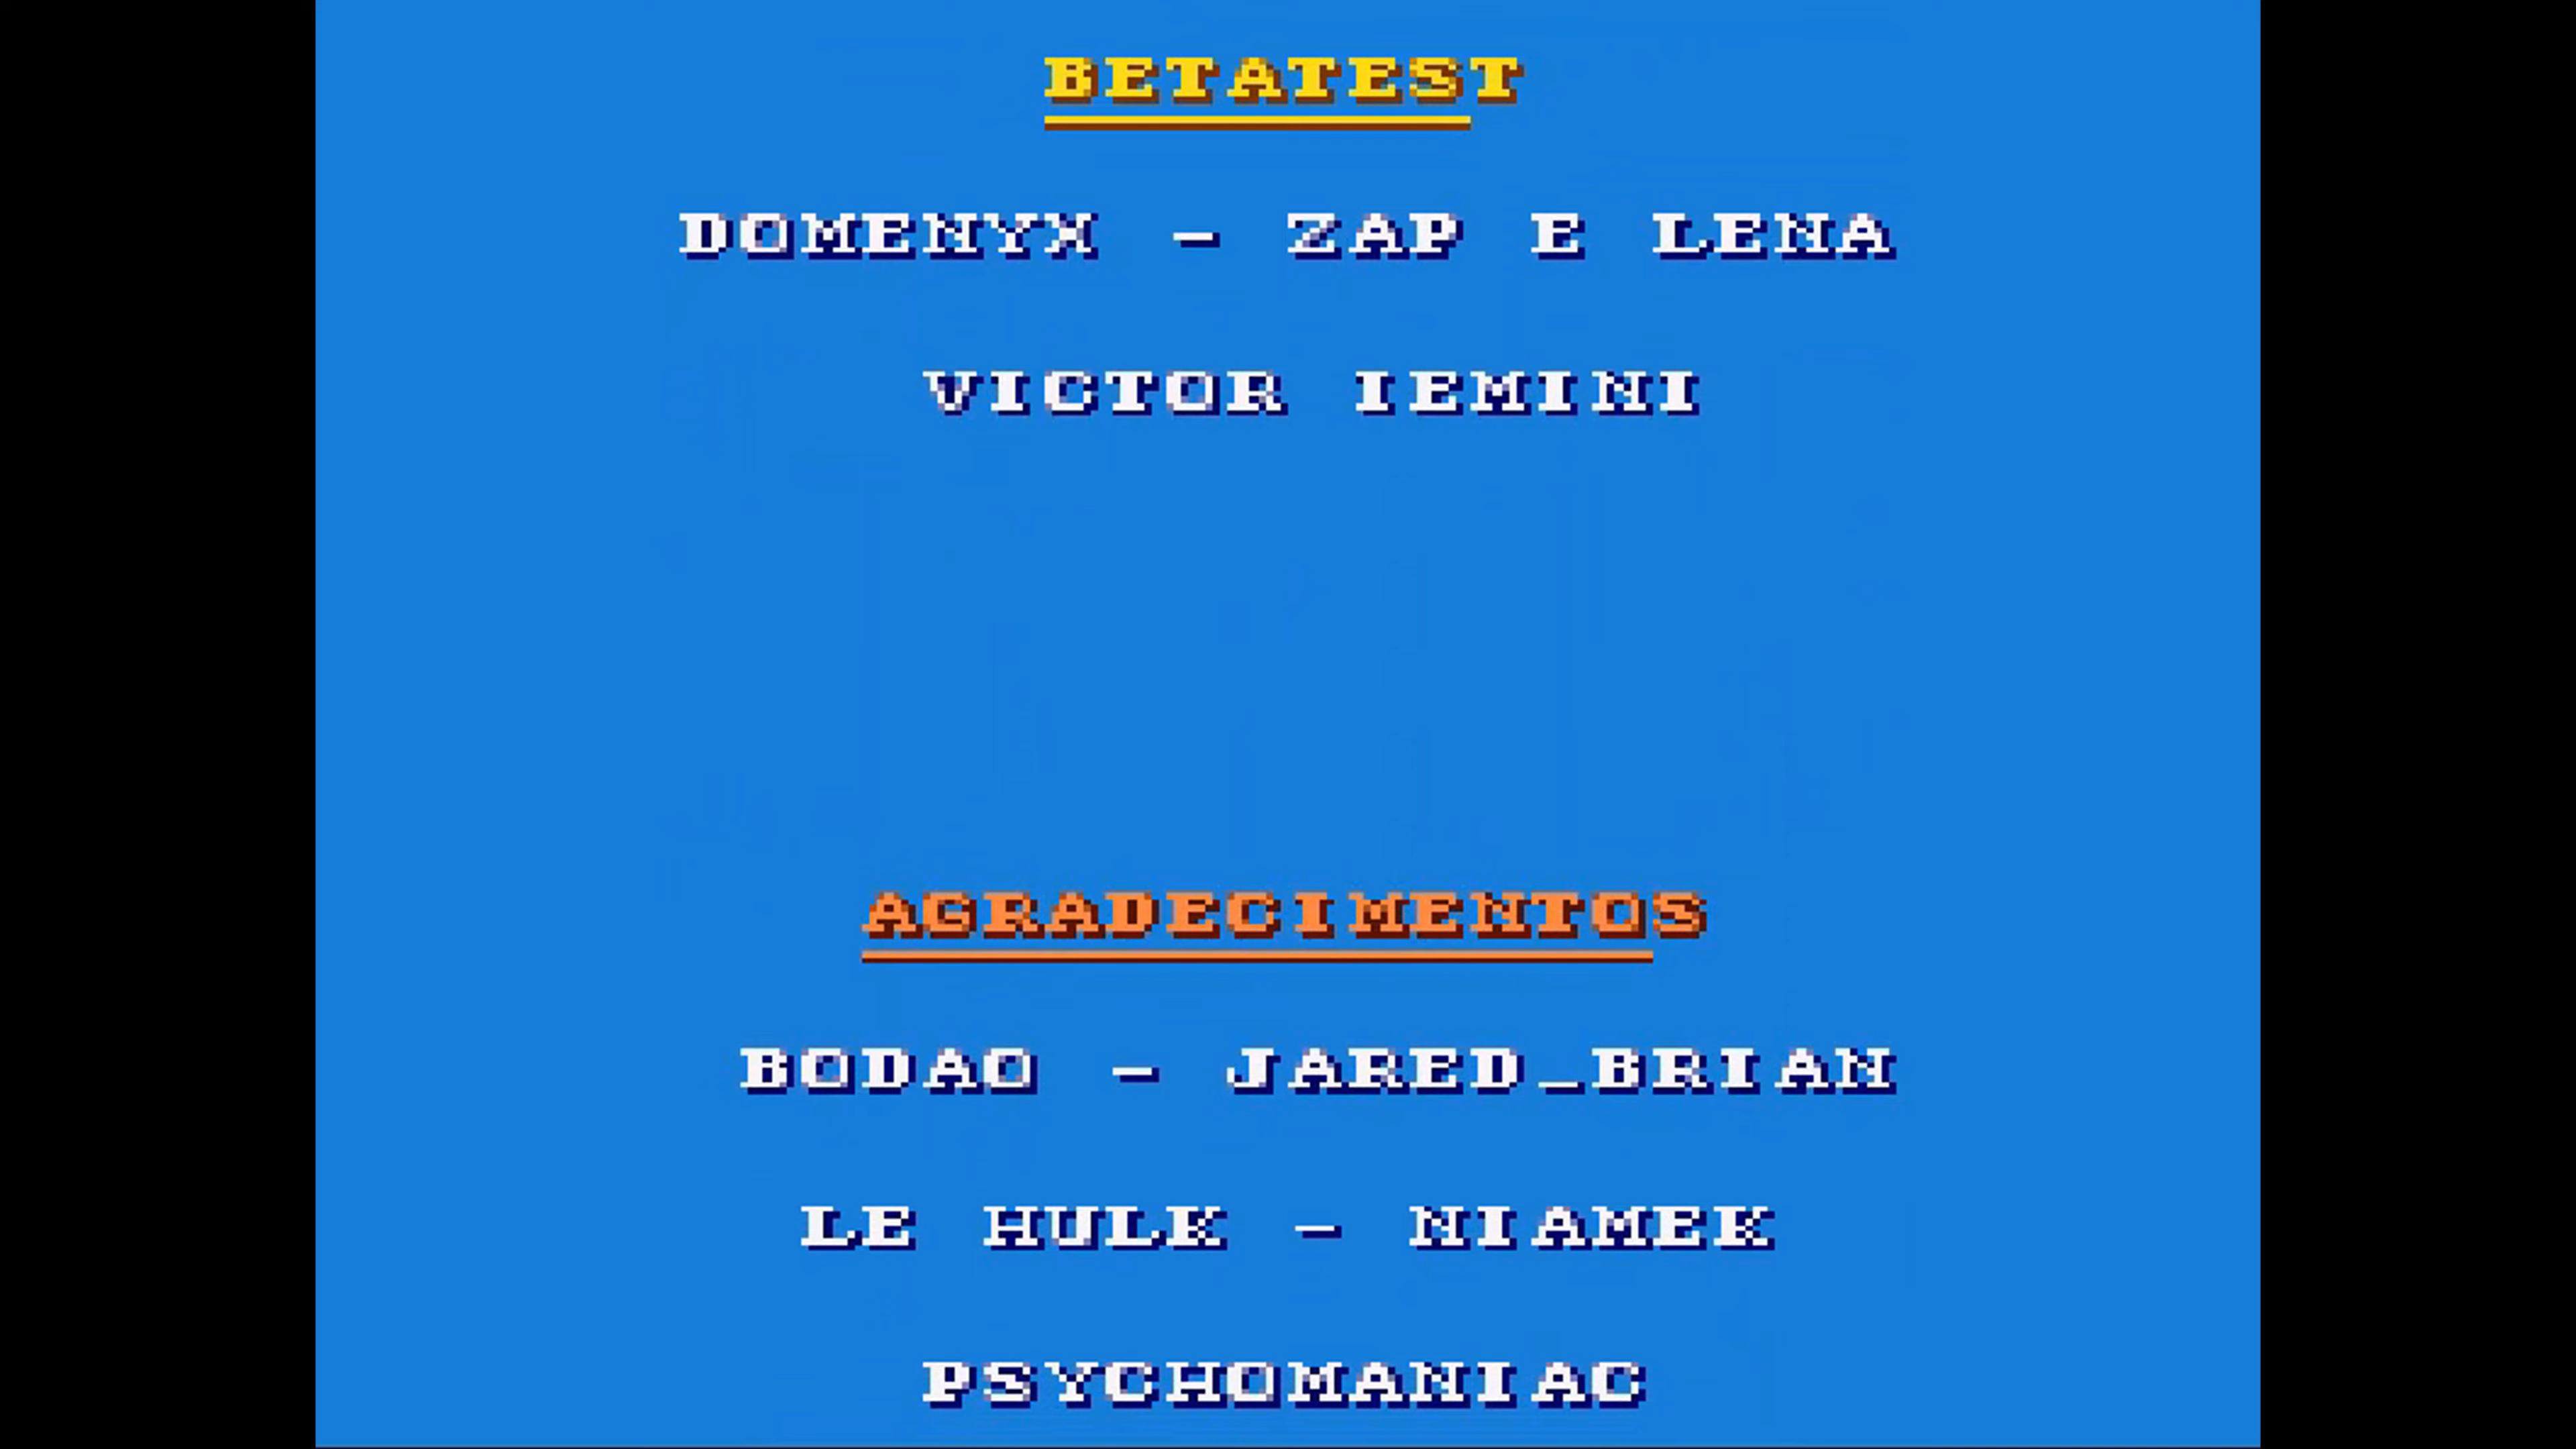 BETATEST
DOMENYX - ZAP E LENA
VICTOR IEMINI
AGRADECIMENTOS
BODAO - JARED_BRIAN
LE HULK - NIAMEK
PSYCHOMANIAC